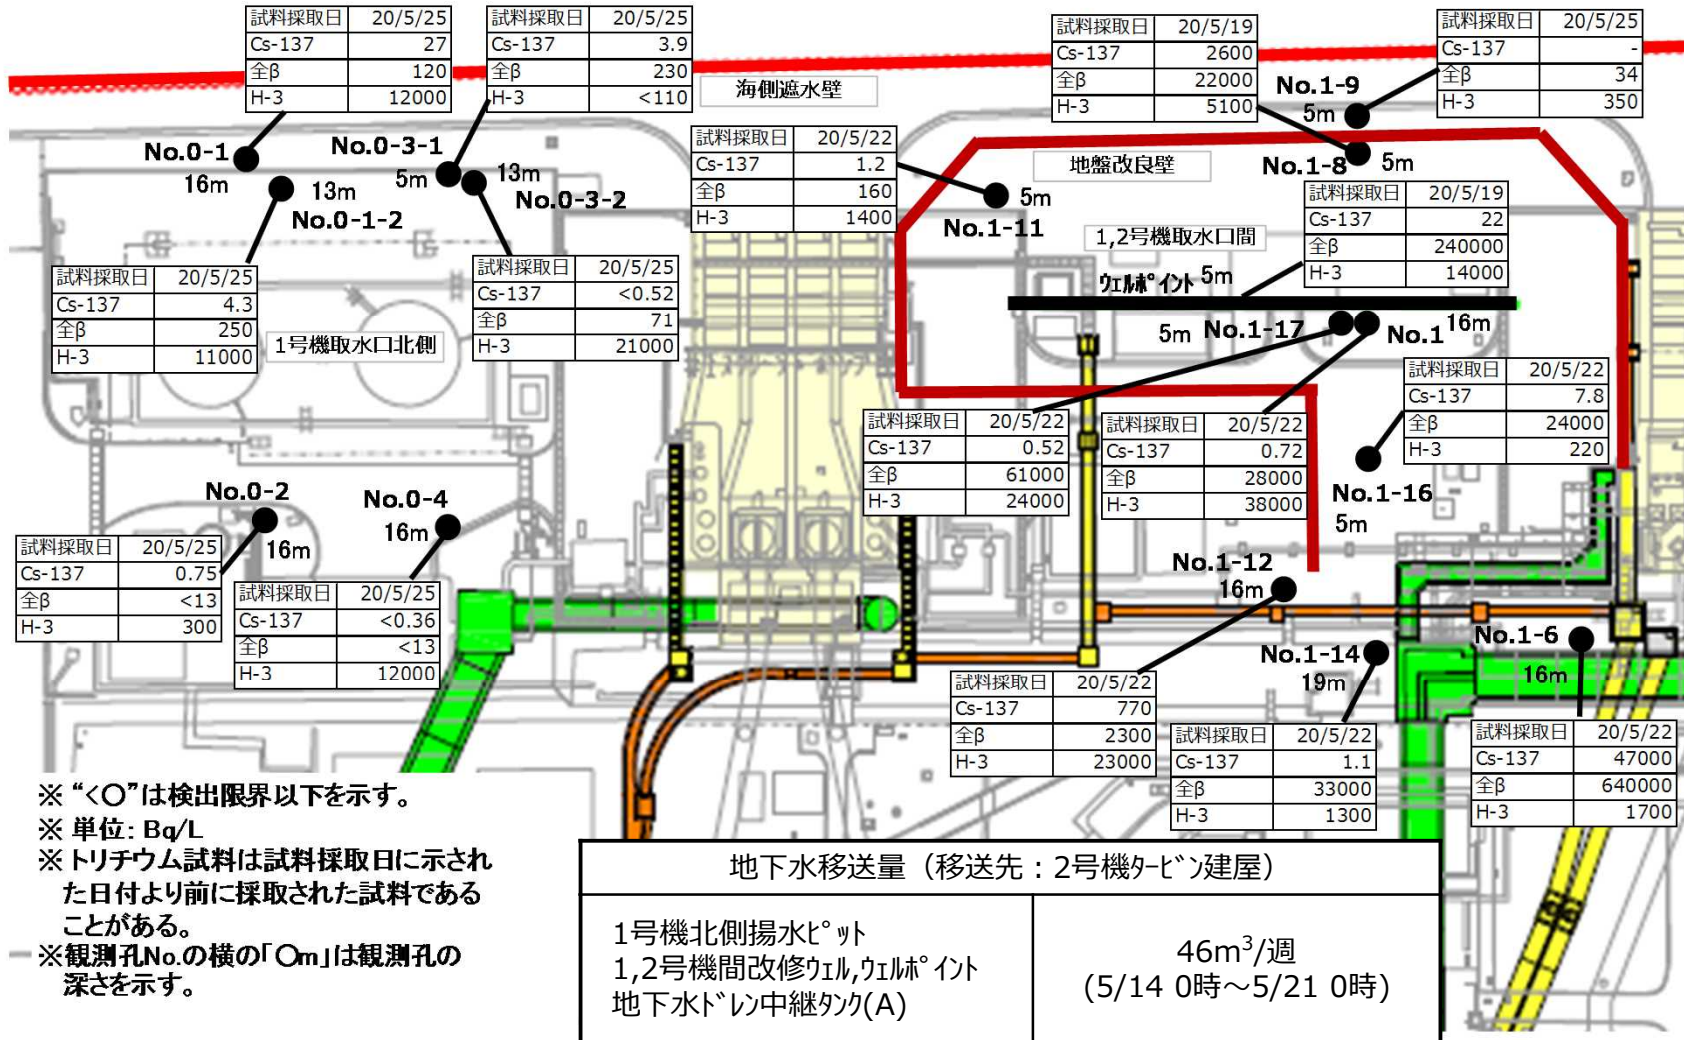 試料採取日 20/5/25
Cs-137 27
全β 120
H-3 12000
試料採取日 20/5/25
Cs-137 3.9
全β 230
H-3 <110
海側遮水壁
試料採取日 20/5/19
Cs-137 2600
全β 22000
H-3 5100
試料採取日 20/5/25
Cs-137 -
全β 34
H-3 350
No.1-9
5m
No.0-1
16m
No.0-3-1
5m
13m
No.0-3-2
13m
No.0-1-2
試料採取日 20/5/22
Cs-137 1.2
全β 160
H-3 1400
5m
No.1-11
地盤改良壁
No.1-8
5m
試料採取日 20/5/19
Cs-137 22
全β 240000
H-3 14000
1,2号機取水口間
ウェルポイント 5m
試料採取日 20/5/25
Cs-137 4.3
全β 250
H-3 11000
1号機取水口北側
試料採取日 20/5/25
Cs-137 <0.52
全β 71
H-3 21000
5m No.1-17
No.1
16m
試料採取日 20/5/22
Cs-137 7.8
全β 24000
H-3 220
試料採取日 20/5/22
Cs-137 0.52
全β 61000
H-3 24000
試料採取日 20/5/22
Cs-137 0.72
全β 28000
H-3 38000
No.1-16
5m
No.0-2
16m
No.0-4
16m
試料採取日 20/5/25
Cs-137 0.75
全β <13
H-3 300
試料採取日 20/5/25
Cs-137 <0.36
全β <13
H-3 12000
No.1-12
16m
No.1-14
19m
No.1-6
16m
試料採取日 20/5/22
Cs-137 770
全β 2300
H-3 23000
試料採取日 20/5/22
Cs-137 1.1
全β 33000
H-3 1300
試料採取日 20/5/22
Cs-137 47000
全β 640000
H-3 1700
※ “<〇”は検出限界以下を示す。
※ 単位: Bq/L
※トリチウム試料は試料採取日に示され
た日付より前に採取された試料である
ことがある。
※観測孔No.の横の「〇m」は観測孔の
深さを示す。
地下水移送量（移送先：2号機タービン建屋）
1号機北側揚水ピット
1,2号機間改修ウェル,ウェルポイント
地下水ドレン中継タンク(A)
46m³/週
(5/14 0時～5/21 0時)